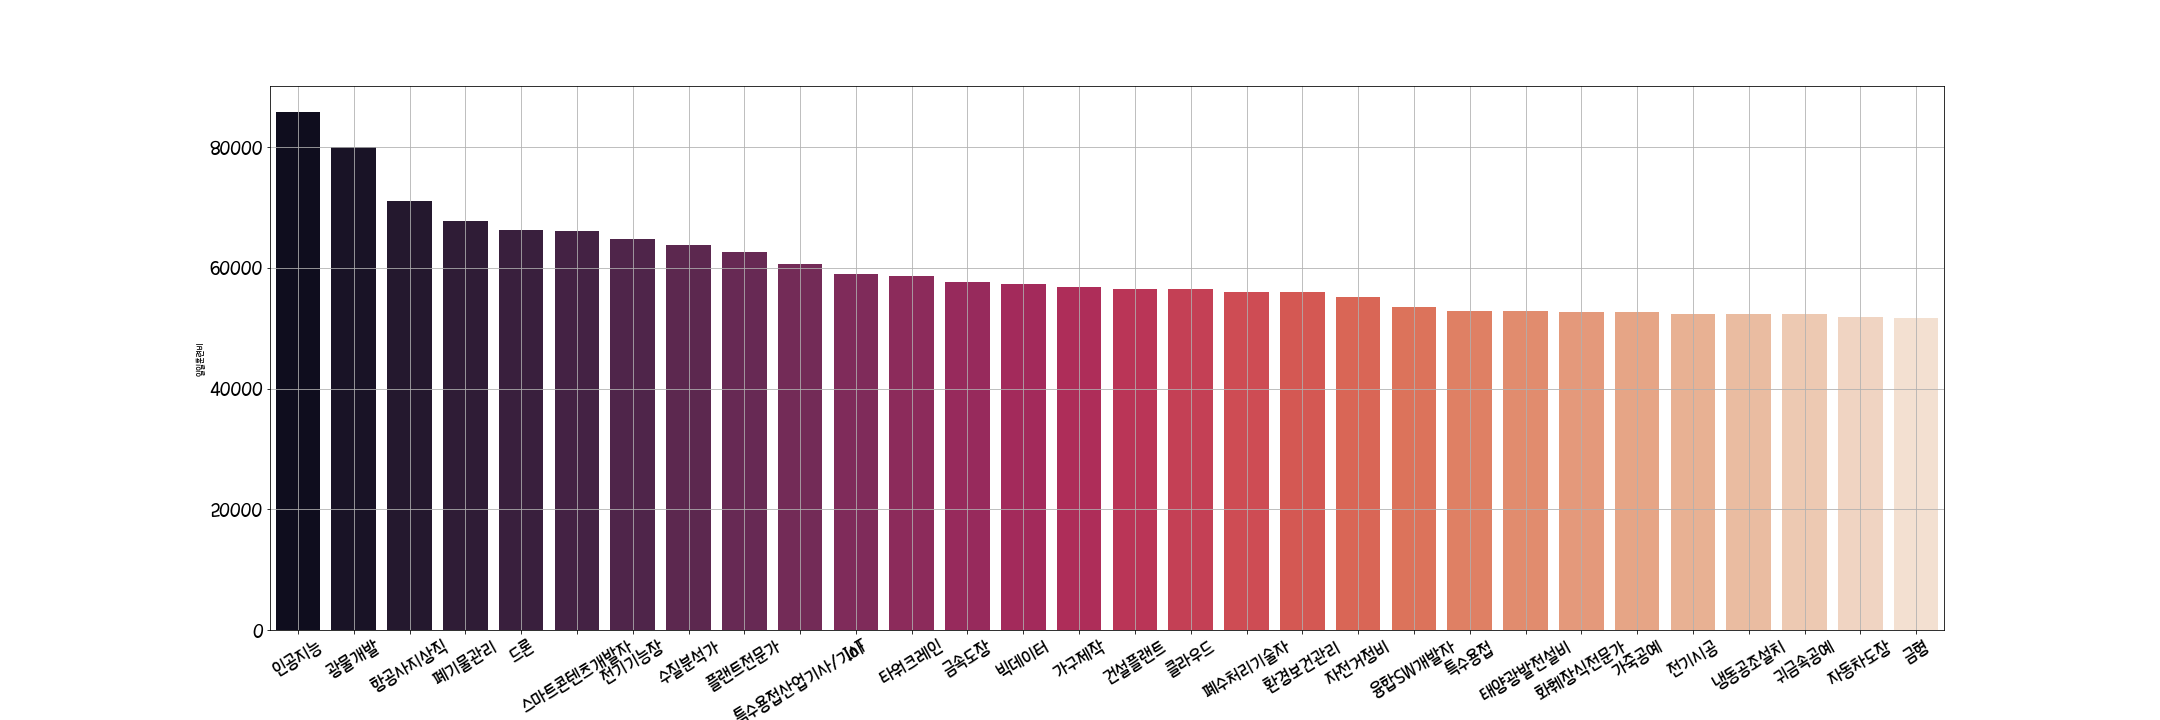 80000
60000
40000
20000
0
일일훈련비
인공지능
광물개발
항공사지상직
폐기물관리
드론
스마트콘텐츠개발자
전기기능장
수질분석가
플랜트전문가
특수용접산업기사/기사
IoT
타워크레인
금속도장
빅데이터
가구제작
건설플랜트
클라우드
폐수처리기술자
환경보건관리
자전거정비
융합SW개발자
특수용접
태양광발전설비
화훼장식전문가
가죽공예
전기시공
냉동공조설치
귀금속공예
자동차도장
금형